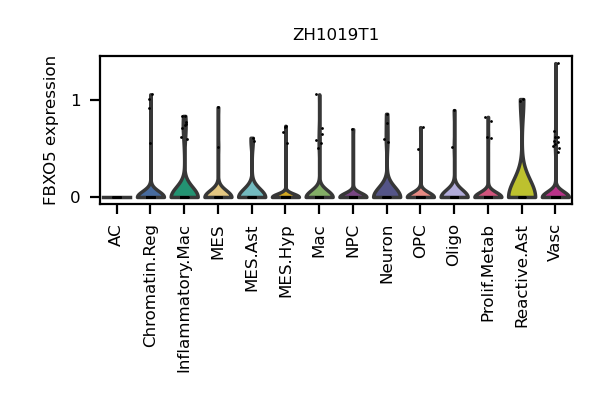 ZH1019T1
FBXO5 expression
1
0
AC
Chromatin.Reg
Inflammatory.Mac
MES
MES.Ast
MES.Hyp
Mac
NPC
Neuron
OPC
Oligo
Prolif.Metab
Reactive.Ast
Vasc